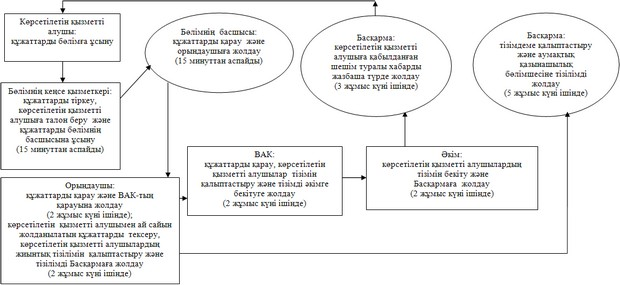 Көрсетілетін қызметті
алушы:
құжаттарды бөлімге
ұсыну
Бөлімнің басшысы:
құжаттарды қарау және
орындаушыға жолдау
(15 минуттан аспайды)
Басқарма:
көрсетілетін қызметті
алушыға қабылданған
шешім туралы хабарды
жазбаша түрде жолдау
(3 жұмыс күні ішінде)
Басқарма:
тізімдеме қалыптастыру
және аумақтық
қазынашылық
бөлімшесіне тізілімді
жолдау
(5 жұмыс күні ішінде)
Бөлімнің кеңсе қызметкері:
құжаттарды тіркеу,
көрсетілетін қызметті
алушыға талон беру және
құжаттарды бөлімнің
басшысына ұсыну
(15 минуттан аспайды)
ВАК:
құжаттарды қарау, көрсетілетін
қызметті алушылар тізімін
қалыптастыру және тізімді әкімге
бекітуге жолдау
(2 жұмыс күні ішінде)
Әкім:
көрсетілетін қызметті алушылардың
тізімін бекіту және
Басқармаға жолдау
(2 жұмыс күні ішінде)
Орындаушы:
құжаттарды қарау және ВАК-тың
қарауына жолдау
(2 жұмыс күні ішінде);
көрсетілетін қызметті алушымен ай сайын
жолданылатын құжаттарды тексеру,
көрсетілетін қызметті алушылардың
жиынтық тізілімін қалыптастыру және
тізілімді Басқармаға жолдау
(2 жұмыс күні ішінде)